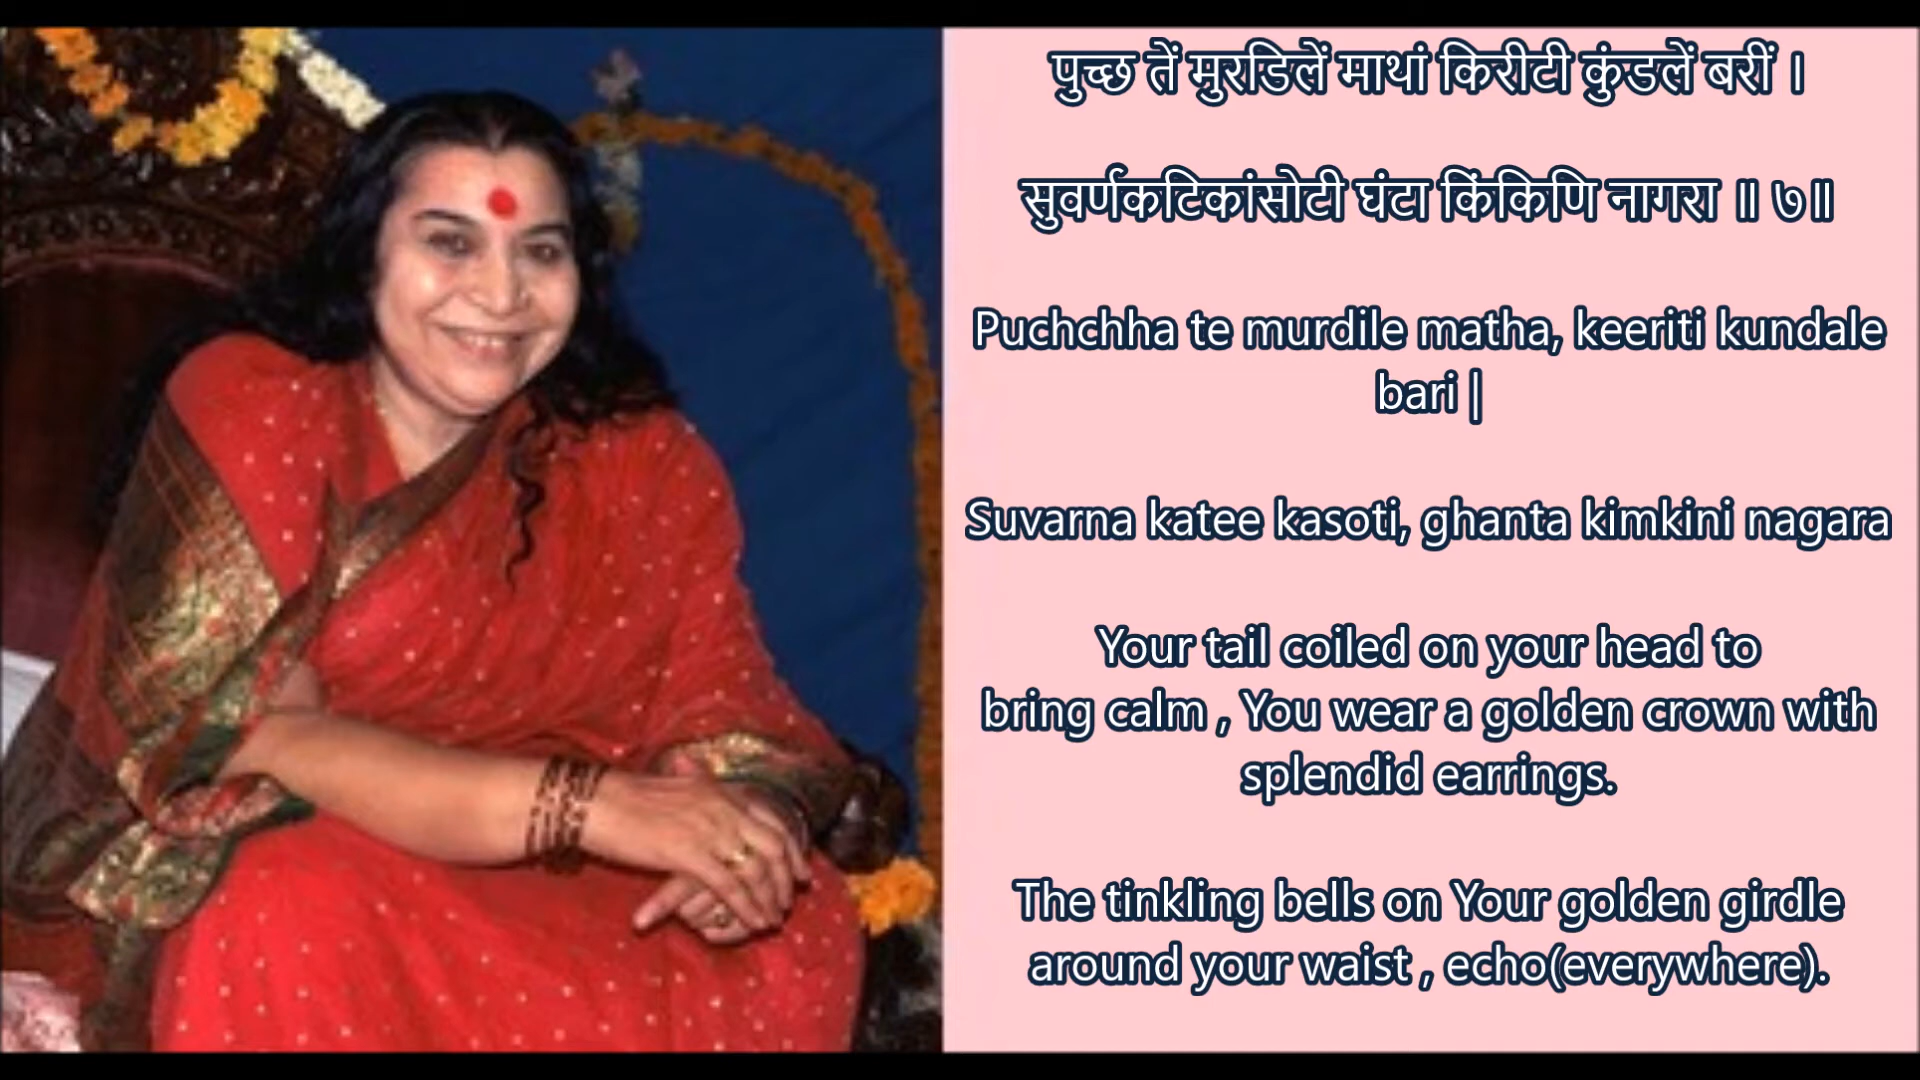 पुच्छ तें मुरडिलें माथां किरीटी कुंडलें बरीं ।
सुवर्णकटिकांसोटी घंटा किंकिणि नागरा ॥ ७॥
Puchchha te murdile matha, keeriti kundale
bari |
Suvarna katee kasoti, ghanta kimkini nagara
Your tail coiled on your head to
bring calm , You wear a golden crown with
splendid earrings.
The tinkling bells on Your golden girdle
around your waist , echo(everywhere).